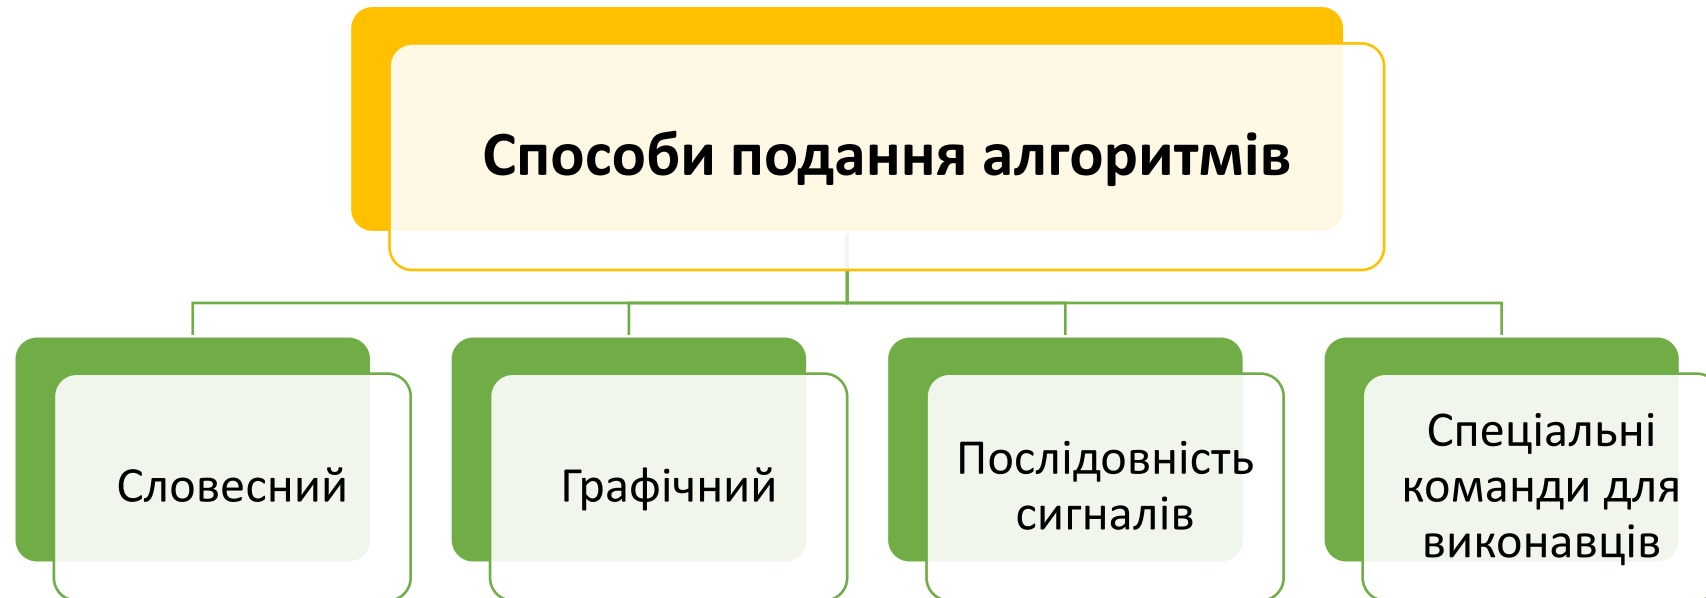 Способи подання алгоритмів
Словесний
Графічний
Послідовність
сигналів
Спеціальні
команди для
виконавців